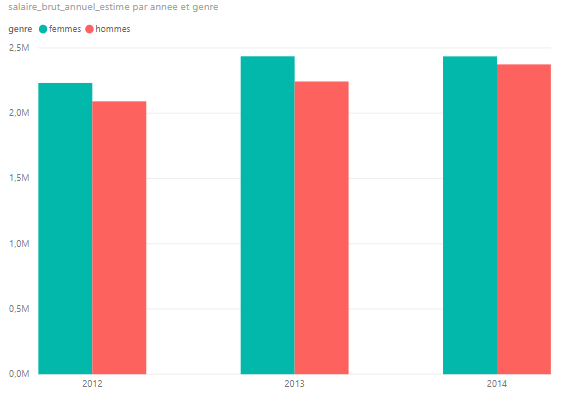 salaire_brut_annuel_estime par annee et genre
genre femmes hommes
2,5M
2,0M
1,5M
1,0M
0,5M
0,0M
2012 2013 2014